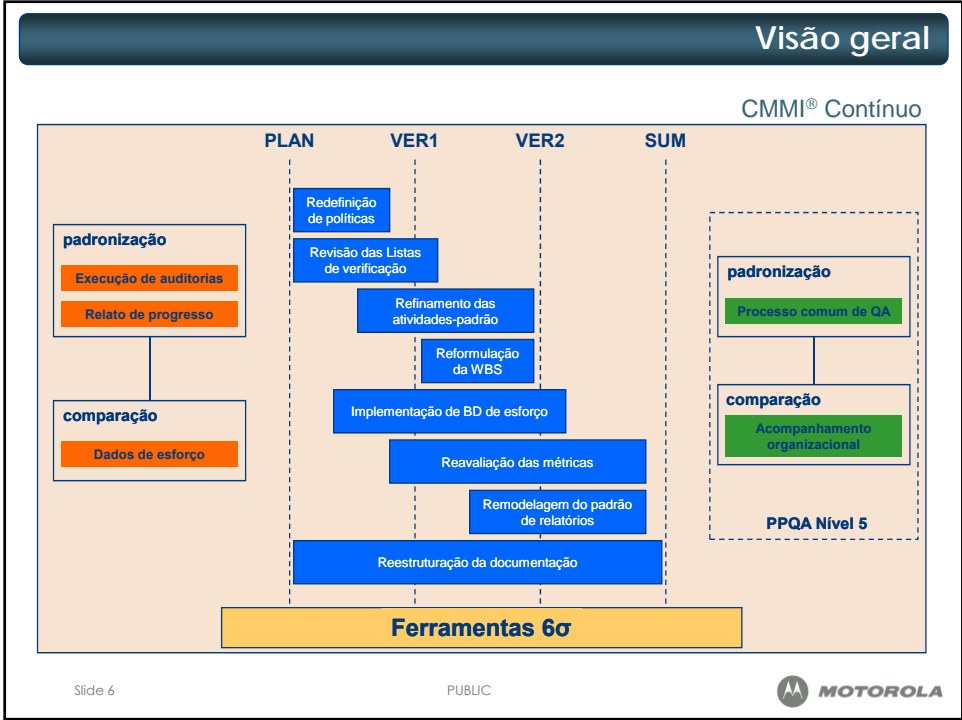 Visão geral
CMMI® Contínuo
PLAN VER1 VER2 SUM
Redefinição
de políticas
Revisão das Listas
de verificação
Refinamento das
atividades-padrão
Reformulação
da WBS
Implementação de BD de esforço
Reavaliação das métricas
Remodelagem do padrão
de relatórios
Reestruturação da documentação
padronização
Execução de auditorias
Relato de progresso
comparação
Dados de esforço
padronização
Processo comum de QA
comparação
Acompanhamento
organizacional
PPQA Nível 5
Ferramentas 6σ
Slide 6
PUBLIC
MOTOROLA